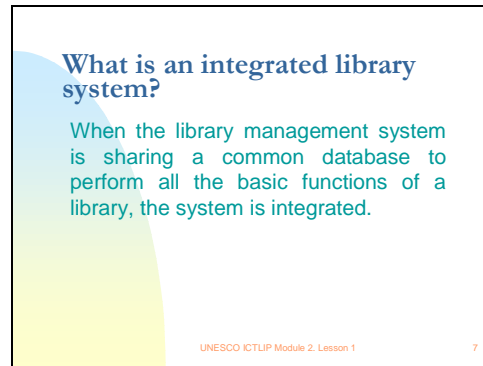 What is an integrated library
system?
When the library management system
is sharing a common database to
perform all the basic functions of a
library, the system is integrated.
UNESCO ICTLIP Module 2. Lesson 1 7